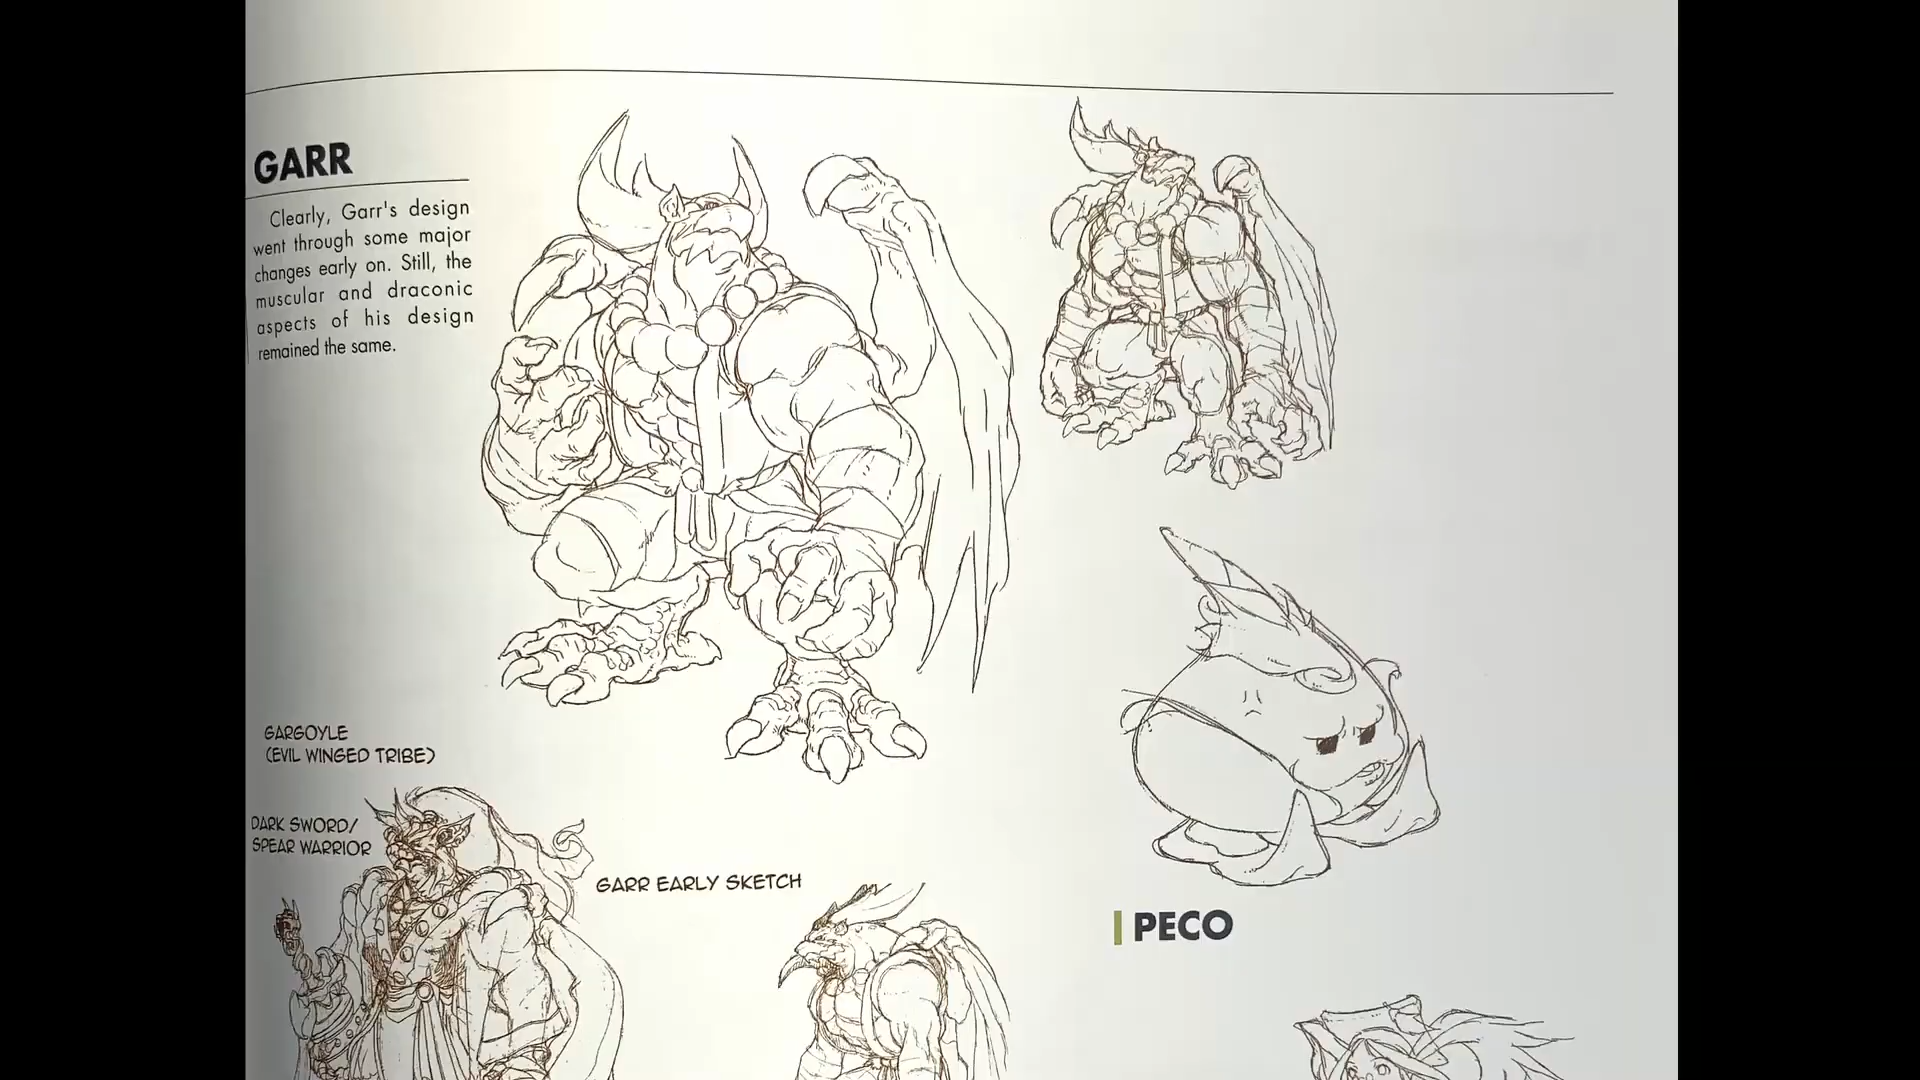 GARR
Clearly, Garr's design
went through some major
changes early on. Still, the
muscular and draconic
aspects of his design
remained the same.
GARGOYLE
(EVIL WINGED TRIBE)
DARK SWORD/
SPEAR WARRIOR
GARR EARLY SKETCH
PECO